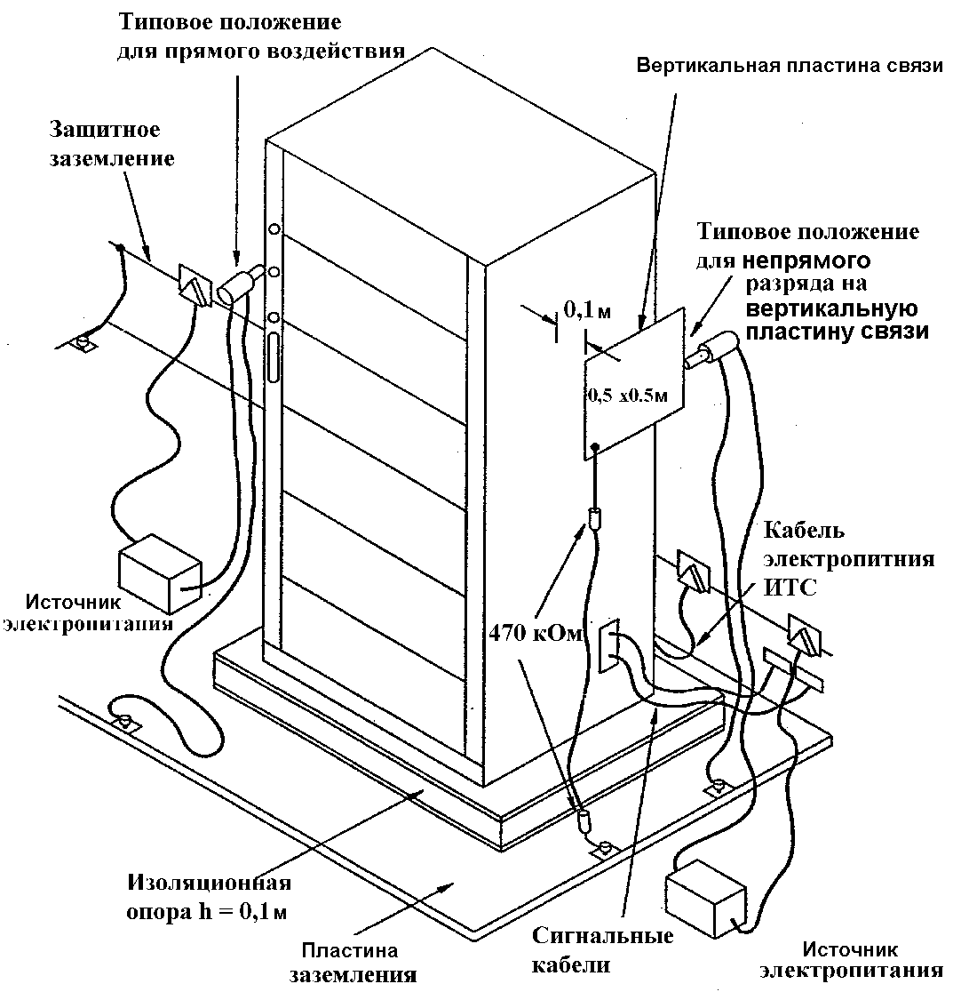 Типовое положение
для прямого воздействия
Вертикальная пластина связи
Защитное
заземление
Типовое положение
для непрямого
разряда на
вертикальную
пластину связи
0,1м
0,5 х0.5м
Кабель
электропитния
ИТС
Источник
электропитания
470 кОм
Изоляционная
опора h = 0,1м
Пластина
заземления
Сигнальные
кабели
Источник
электропитания